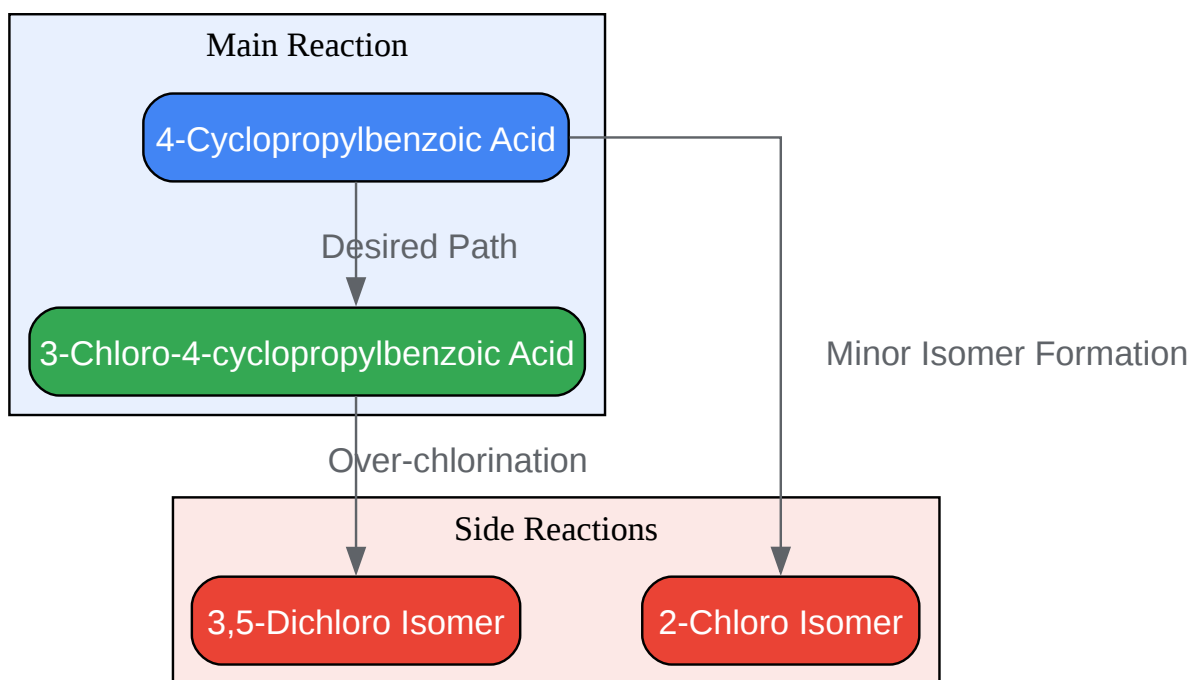 Main Reaction
4-Cyclopropylbenzoic Acid
Desired Path
3-Chloro-4-cyclopropylbenzoic Acid
Minor Isomer Formation
Over-chlorination
Side Reactions
3,5-Dichloro Isomer
2-Chloro Isomer